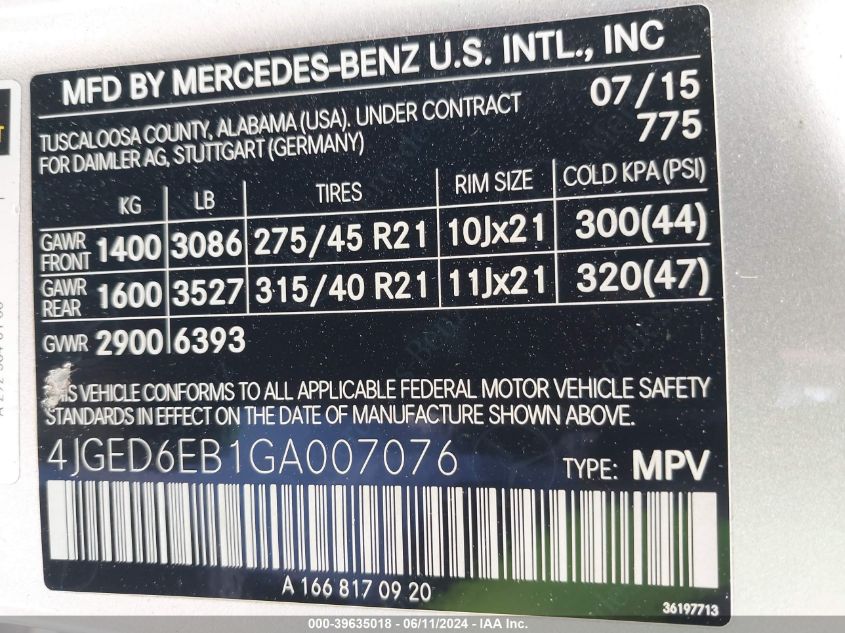 MFD BY MERCEDES-BENZ U.S. INTL., INC
TUSCALOOSA COUNTY, ALABAMA (USA). UNDER CONTRACT
FOR DAIMLER AG, STUTTGART (GERMANY)
07/15
775
KG LB TIRES RIM SIZE COLD KPA (PSI)
GAWR FRONT 1400 3086 275/45 R21 10Jx21 300(44)
GAWR REAR 1600 3527 315/40 R21 11Jx21 320(47)
GVWR 2900 6393
THIS VEHICLE CONFORMS TO ALL APPLICABLE FEDERAL MOTOR VEHICLE SAFETY
STANDARDS IN EFFECT ON THE DATE OF MANUFACTURE SHOWN ABOVE.
4JGED6EB1GA007076 TYPE: MPV
A 166 817 09 20
36197713
000-39635018 - 06/11/2024 - IAA Inc.